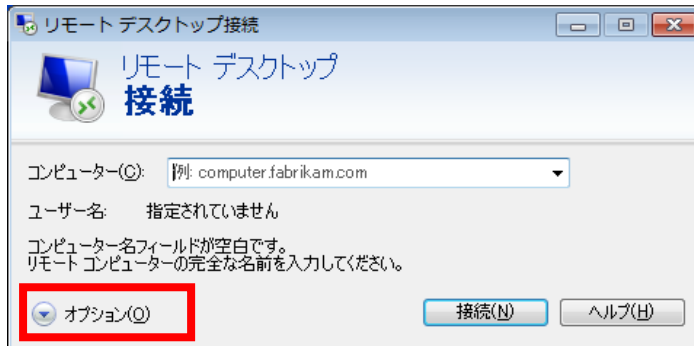 リモート デスクトップ接続
リモート デスクトップ
接続
コンピューター(C): 例: computer.fabrikam.com
ユーザー名: 指定されていません
コンピューター名フィールドが空白です。
リモート コンピューターの完全な名前を入力してください。
オプション(O) 接続(N) ヘルプ(H)